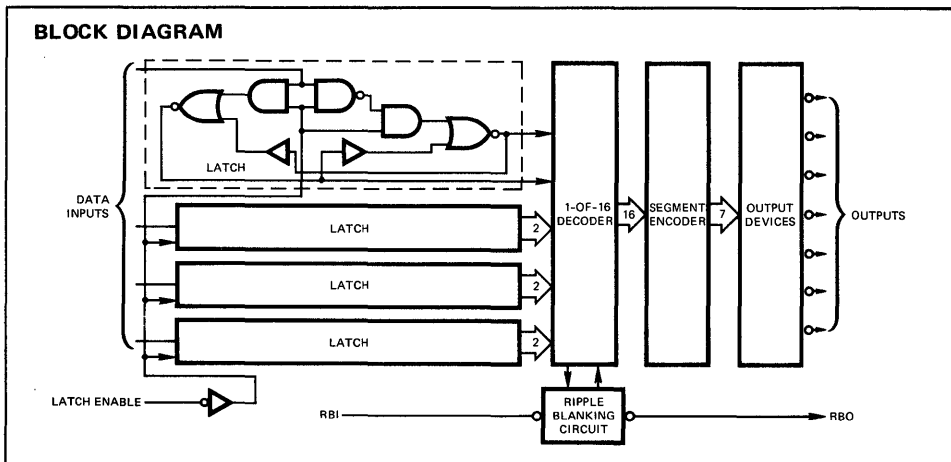 BLOCK DIAGRAM
LATCH
DATA
INPUTS
LATCH
LATCH
LATCH
2
2
2
1-OF-16
DECODER
16
SEGMENT
ENCODER
7
OUTPUT
DEVICES
OUTPUTS
LATCH ENABLE
RBI
RIPPLE
BLANKING
CIRCUIT
RBO